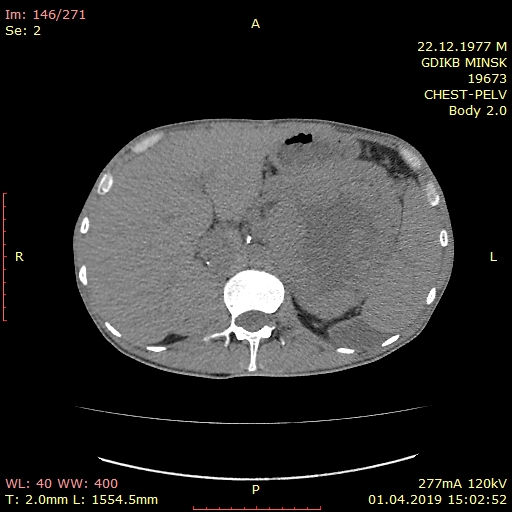 Im: 146/271
Se: 2
A
22.12.1977 M
GDIKB MINSK
19673
CHEST-PELV
Body 2.0
R
L
WL: 40 WW: 400
T: 2.0mm L: 1554.5mm
P
277mA 120kV
01.04.2019 15:02:52